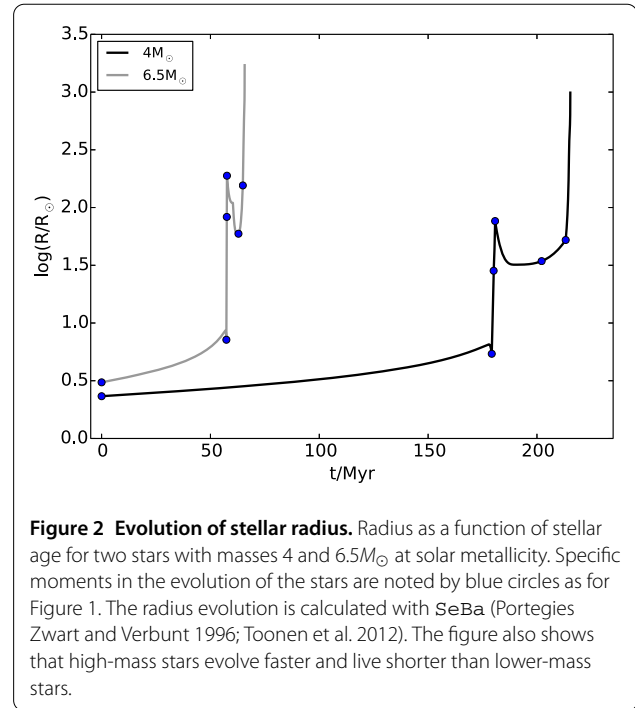 3.5
4M⊙
6.5M⊙
3.0
2.5
2.0
log(R/R⊙)
1.5
1.0
0.5
0.0
0 50 100 150 200
t/Myr
Figure 2 Evolution of stellar radius. Radius as a function of stellar
age for two stars with masses 4 and 6.5M⊙ at solar metallicity. Specific
moments in the evolution of the stars are noted by blue circles as for
Figure 1. The radius evolution is calculated with SeBa (Portegies
Zwart and Verbunt 1996; Toonen et al. 2012). The figure also shows
that high-mass stars evolve faster and live shorter than lower-mass
stars.